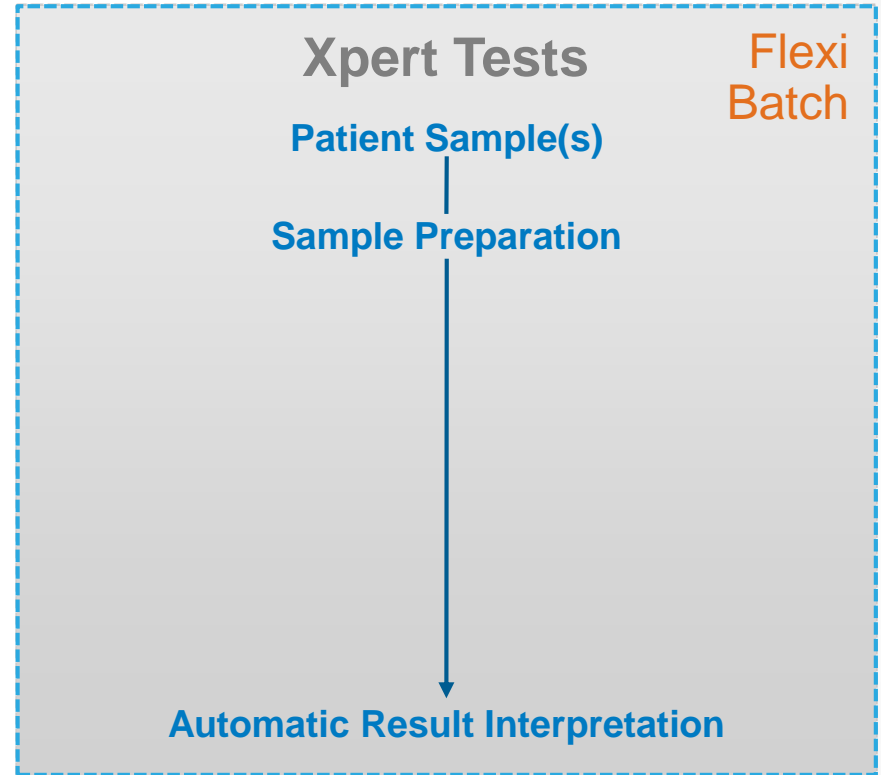 Xpert Tests
Flexi
Batch
Patient Sample(s)
Sample Preparation
Automatic Result Interpretation